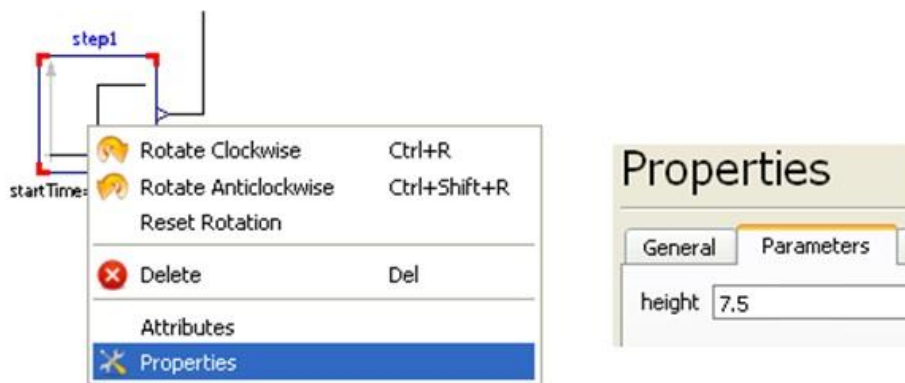 step1
startTime=
Rotate Clockwise Ctrl+R
Rotate Anticlockwise Ctrl+Shift+R
Reset Rotation
Delete Del
Attributes
Properties
Properties
General Parameters
height 7.5